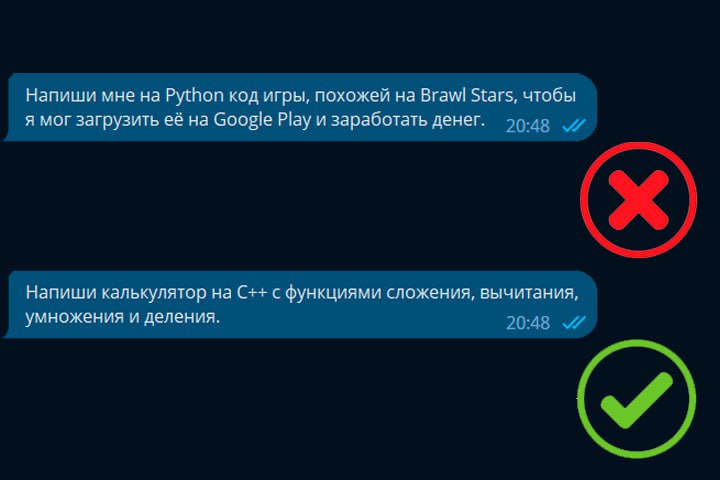 Напиши мне на Python код игры, похожей на Brawl Stars, чтобы
я мог загрузить её на Google Play и заработать денег.
20:48
Напиши калькулятор на C++ с функциями сложения, вычитания,
умножения и деления.
20:48